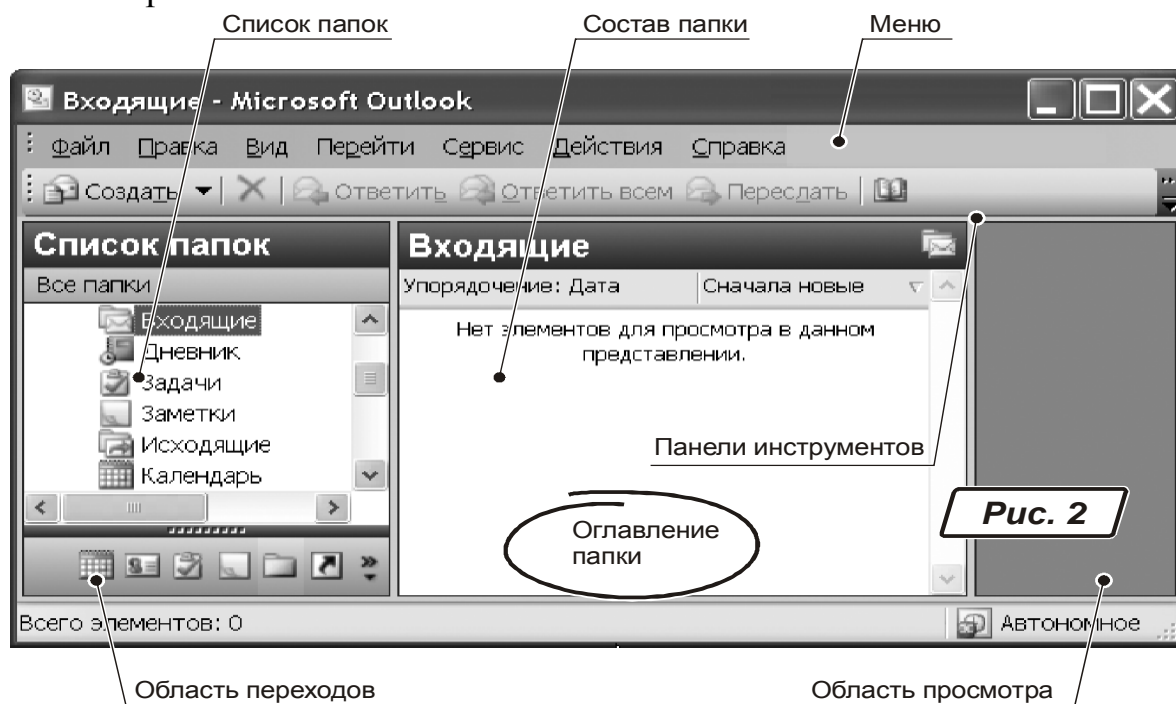 Список папок
Состав папки
Меню
Входящие - Microsoft Outlook
Файл Правка Вид Перейти Сервис Действия Справка
Создать Ответить Ответить всем Переслать
Список папок
Входящие
Все папки
Упорядочение: Дата
Сначала новые
Входящие
Дневник
Задачи
Заметки
Исходящие
Календарь
Нет элементов для просмотра в данном
представлении.
Панели инструментов
Рис. 2
Оглавление
папки
Всего элементов: 0
Автономное
Область переходов
Область просмотра